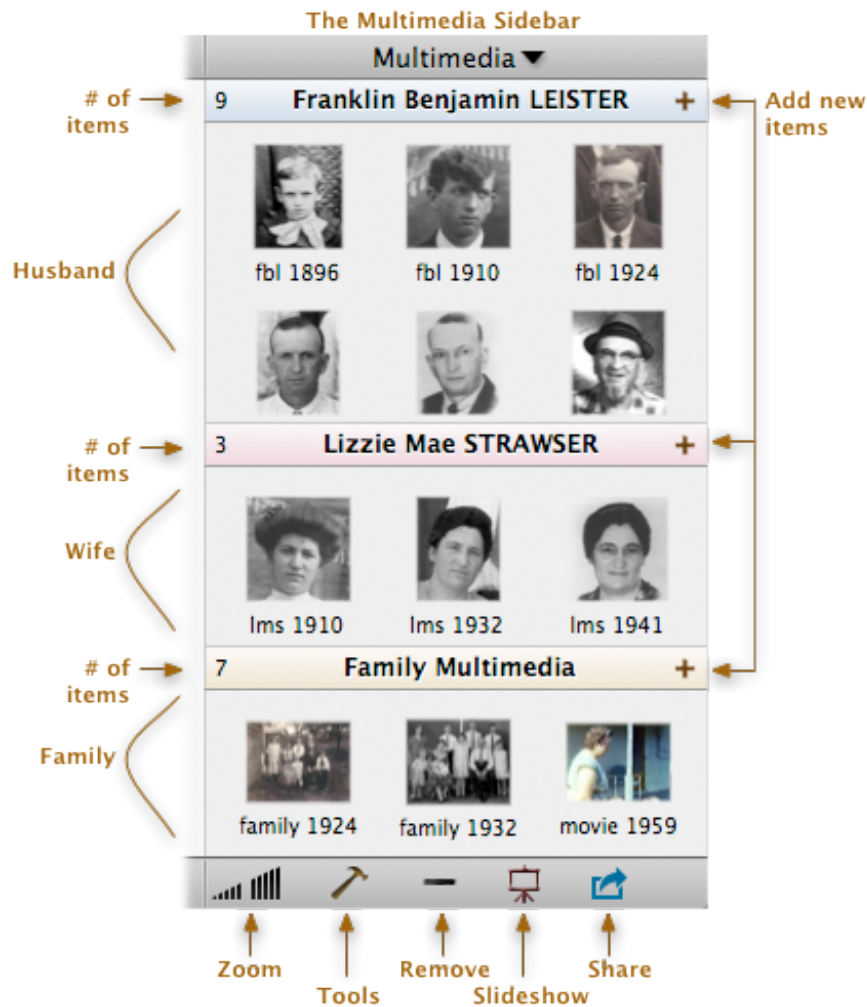 The Multimedia Sidebar
Multimedia
# of
items
9 Franklin Benjamin LEISTER +
Add new
items
Husband
fbl 1896 fbl 1910 fbl 1924
# of
items
3 Lizzie Mae STRAWSER +
Wife
lms 1910 lms 1932 lms 1941
# of
items
7 Family Multimedia +
Family
family 1924 family 1932 movie 1959
Zoom
Tools
Remove
Slideshow
Share